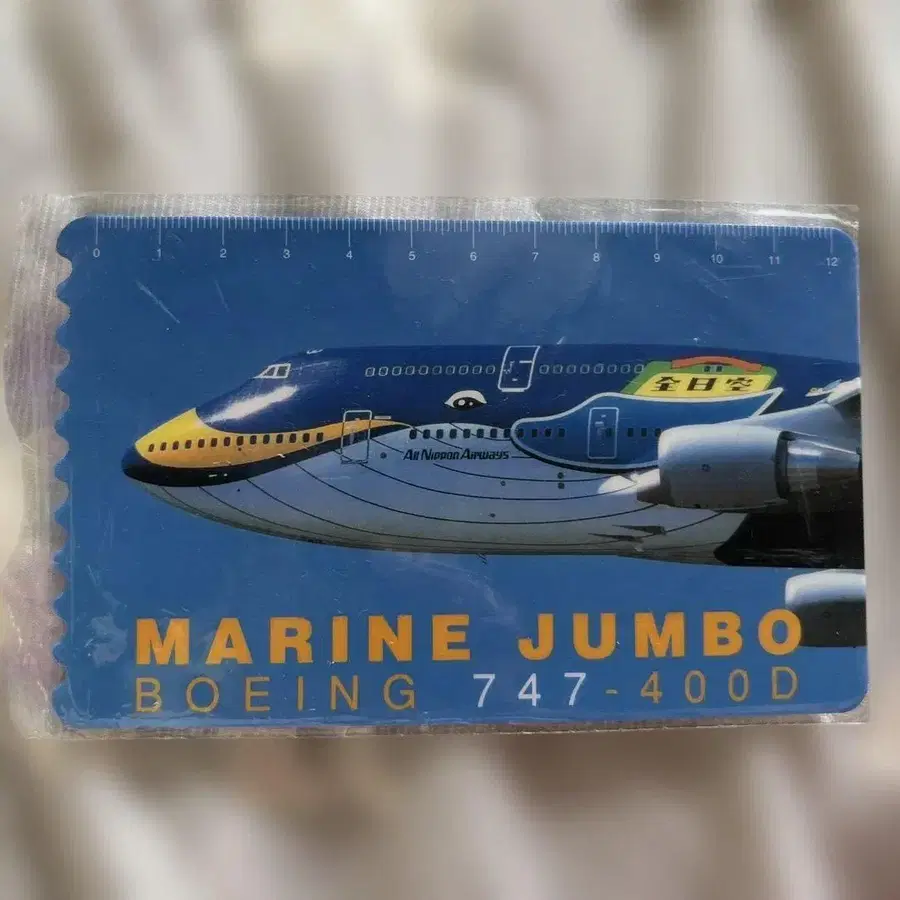 0 1 2 3 4 5 6 7 8 9 10 11 12
全日空
All Nippon Airways
MARINE JUMBO
BOEING 747-400D